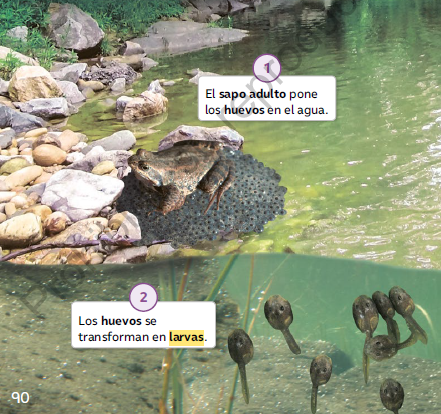 1
El sapo adulto pone
los huevos en el agua.
2
Los huevos se
transforman en larvas.
90